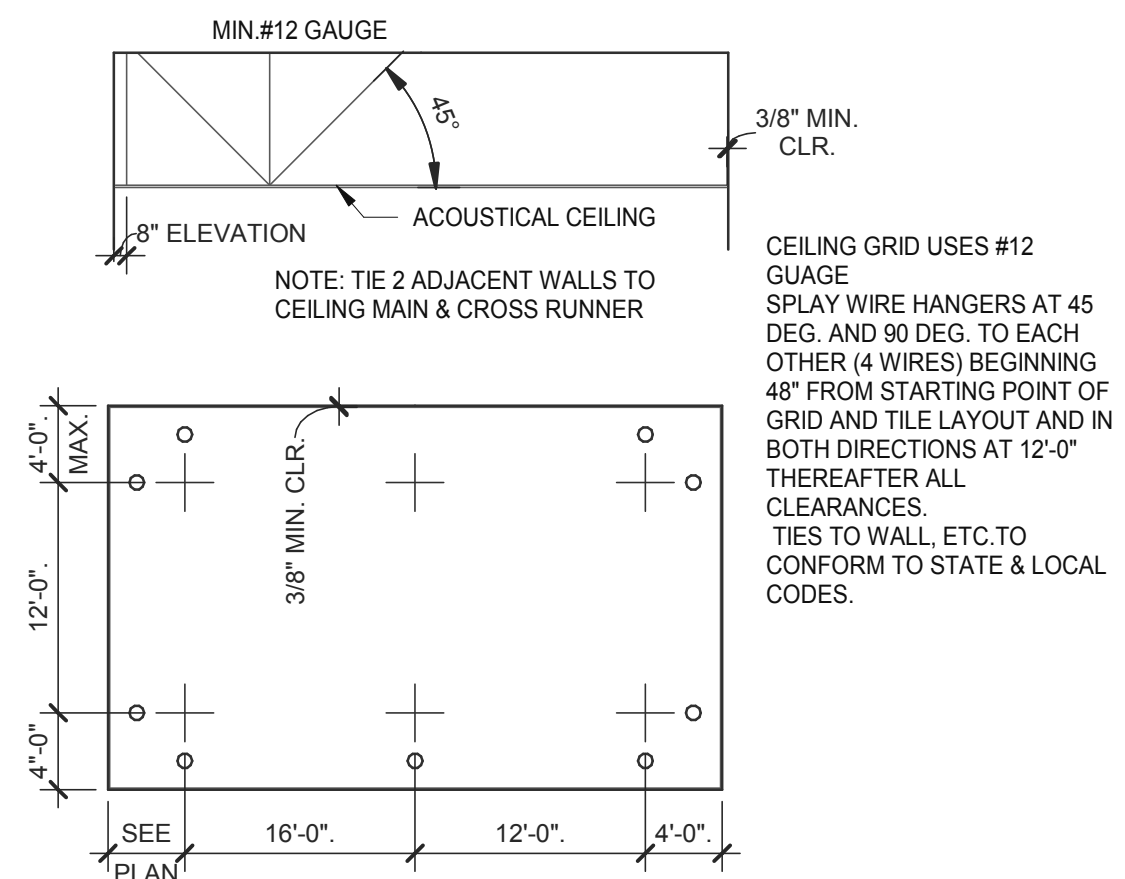 MIN.#12 GAUGE
45°
3/8" MIN.
CLR.
ACOUSTICAL CEILING
8" ELEVATION
NOTE: TIE 2 ADJACENT WALLS TO
CEILING MAIN & CROSS RUNNER
CEILING GRID USES #12
GUAGE
SPLAY WIRE HANGERS AT 45
DEG. AND 90 DEG. TO EACH
OTHER (4 WIRES) BEGINNING
48" FROM STARTING POINT OF
GRID AND TILE LAYOUT AND IN
BOTH DIRECTIONS AT 12'-0"
THEREAFTER ALL
CLEARANCES.
TIES TO WALL, ETC.TO
CONFORM TO STATE & LOCAL
CODES.
4'-0".
MAX.
3/8" MIN. CLR.
12'-0".
4"-0"
SEE
PLAN
16'-0".
12'-0".
4'-0".